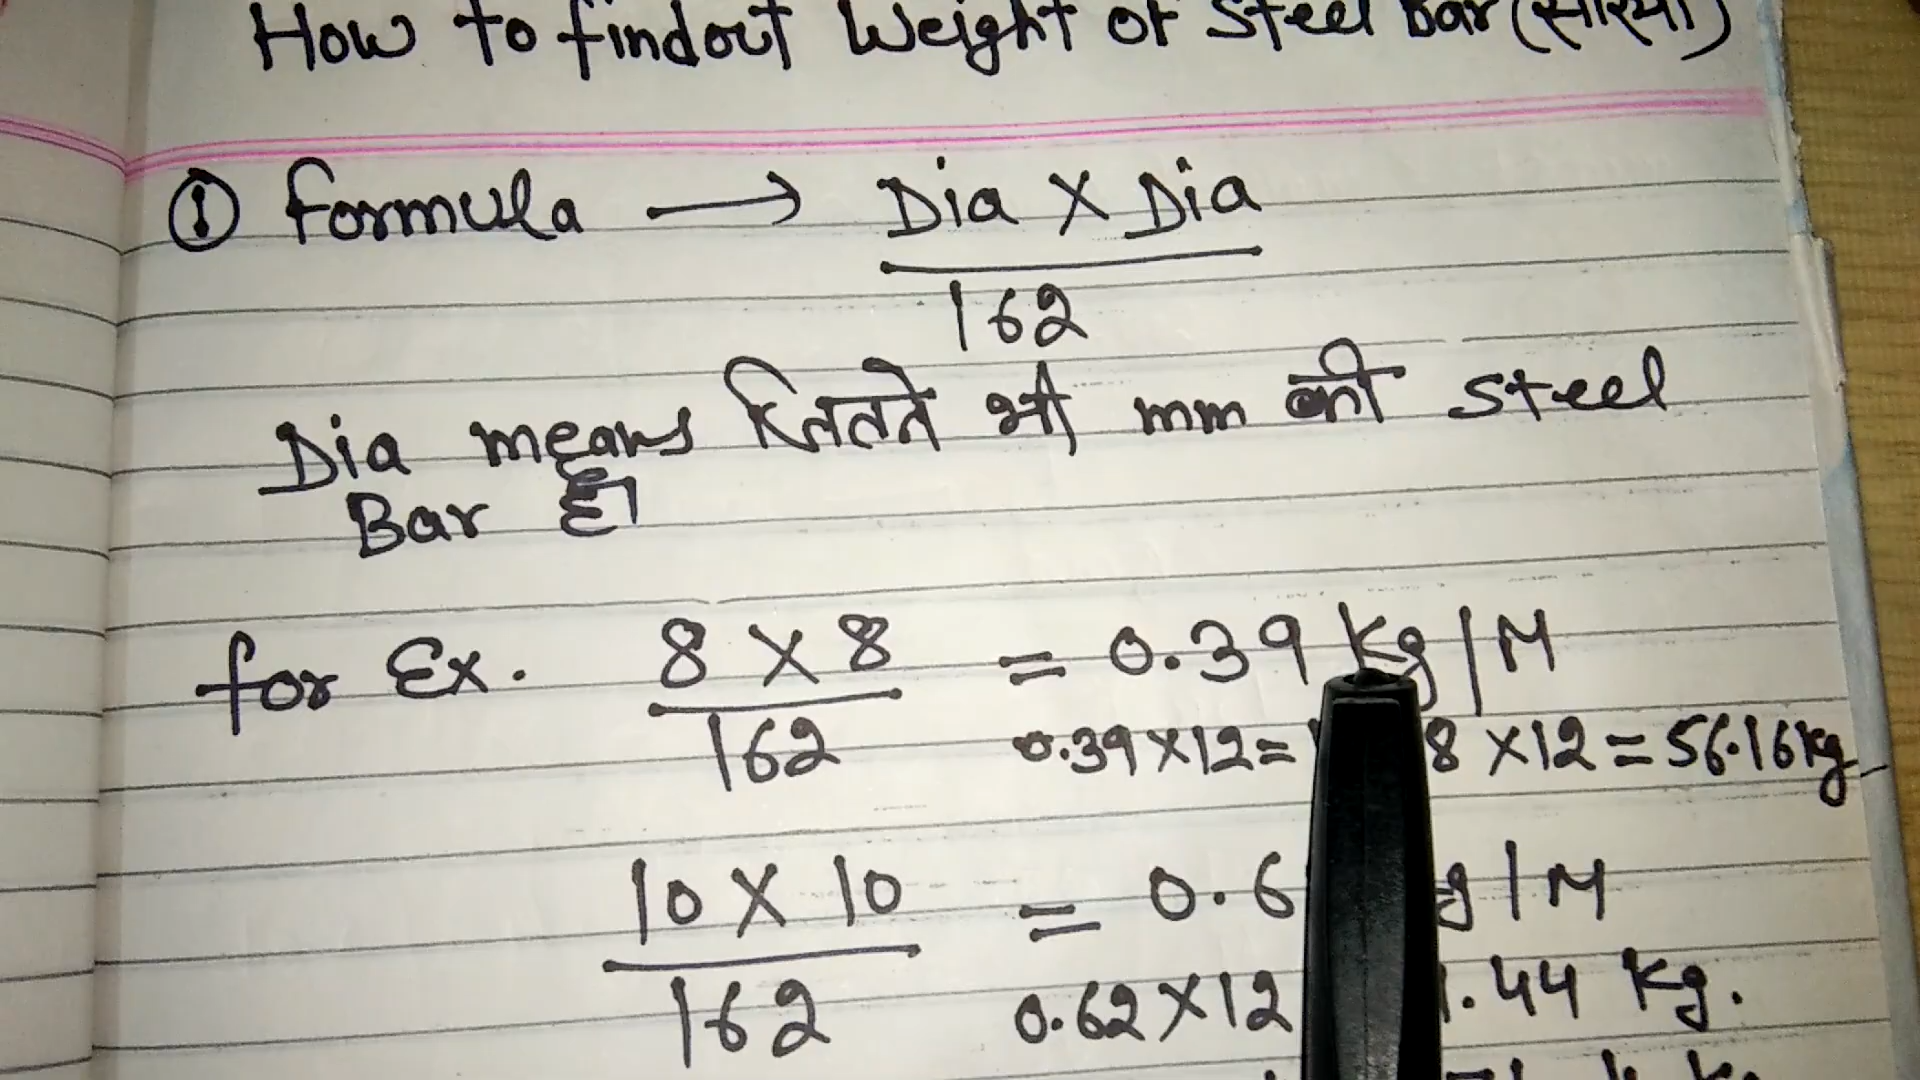 How to findout Weight of Steel Bar (सरिया)
① formula → Dia X Dia
162
Dia means जितने भी mm की steel
Bar हो
for Ex. 8 X 8 = 0.39 Kg/M
162 0.39 X 12 = 8 X 12 = 56.16 Kg
10 X 10 = 0.6 g/M
162 0.62 X 12 1.44 Kg.